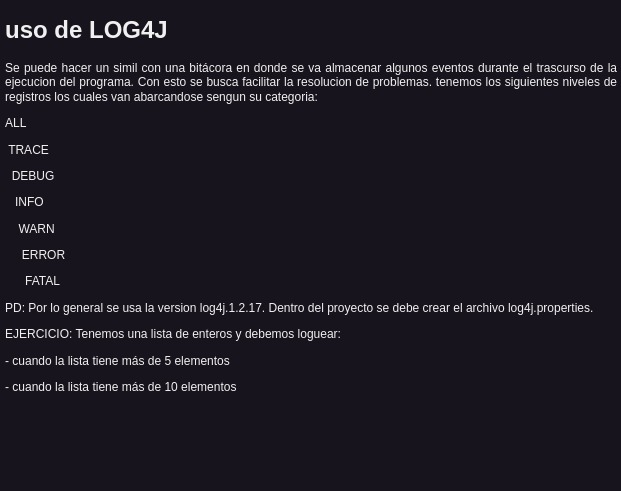 uso de LOG4J
Se puede hacer un simil con una bitácora en donde se va almacenar algunos eventos durante el trascurso de la
ejecucion del programa. Con esto se busca facilitar la resolucion de problemas. tenemos los siguientes niveles de
registros los cuales van abarcandose sengun su categoria:
ALL
TRACE
DEBUG
INFO
WARN
ERROR
FATAL
PD: Por lo general se usa la version log4j.1.2.17. Dentro del proyecto se debe crear el archivo log4j.properties.
EJERCICIO: Tenemos una lista de enteros y debemos loguear:
- cuando la lista tiene más de 5 elementos
- cuando la lista tiene más de 10 elementos